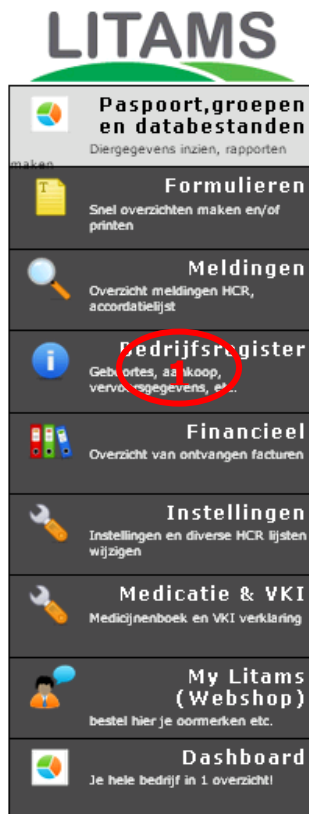 LITAMS
Paspoort,groepen
en databestanden
Diergegevens inzien, rapporten
maken
Formulieren
Snel overzichten maken en/of
printen
Meldingen
Overzicht meldingen HCR,
accordatielijst
Bedrijfsregister
1
Geboortes, aankoop,
vervoersgegevens, etc.
Financieel
Overzicht van ontvangen facturen
Instellingen
Instellingen en diverse HCR lijsten
wijzigen
Medicatie & VKI
Medicijnenboek en VKI verklaring
My Litams
(Webshop)
bestel hier je oormerken etc.
Dashboard
Je hele bedrijf in 1 overzicht!